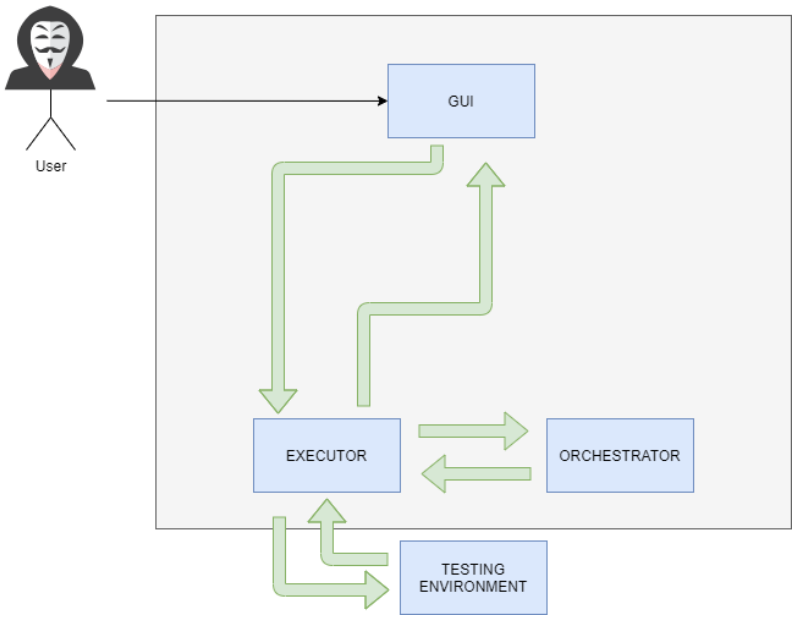 GUI
User
EXECUTOR
ORCHESTRATOR
TESTING
ENVIRONMENT